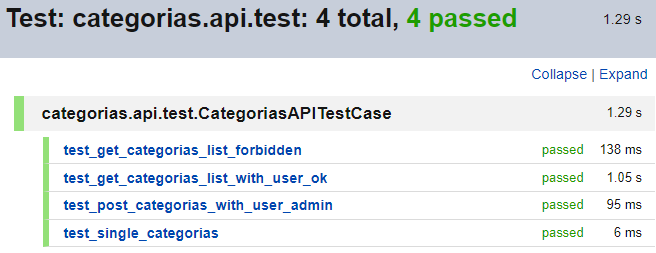 Test: categorias.api.test: 4 total, 4 passed 1.29 s
Collapse | Expand
categorias.api.test.CategoriasAPITestCase 1.29 s
test_get_categorias_list_forbidden passed 138 ms
test_get_categorias_list_with_user_ok passed 1.05 s
test_post_categorias_with_user_admin passed 95 ms
test_single_categorias passed 6 ms